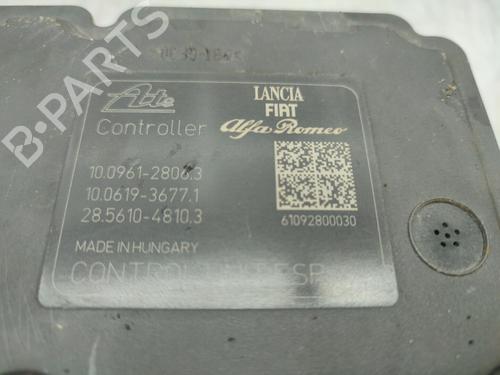 B-PARTS
Ate
LANCIA
FIAT
Controller
Alfa Romeo
10.0961-2806.3
10.0619-3677.1
28.5610-4810.3
61092800030
MADE IN HUNGARY